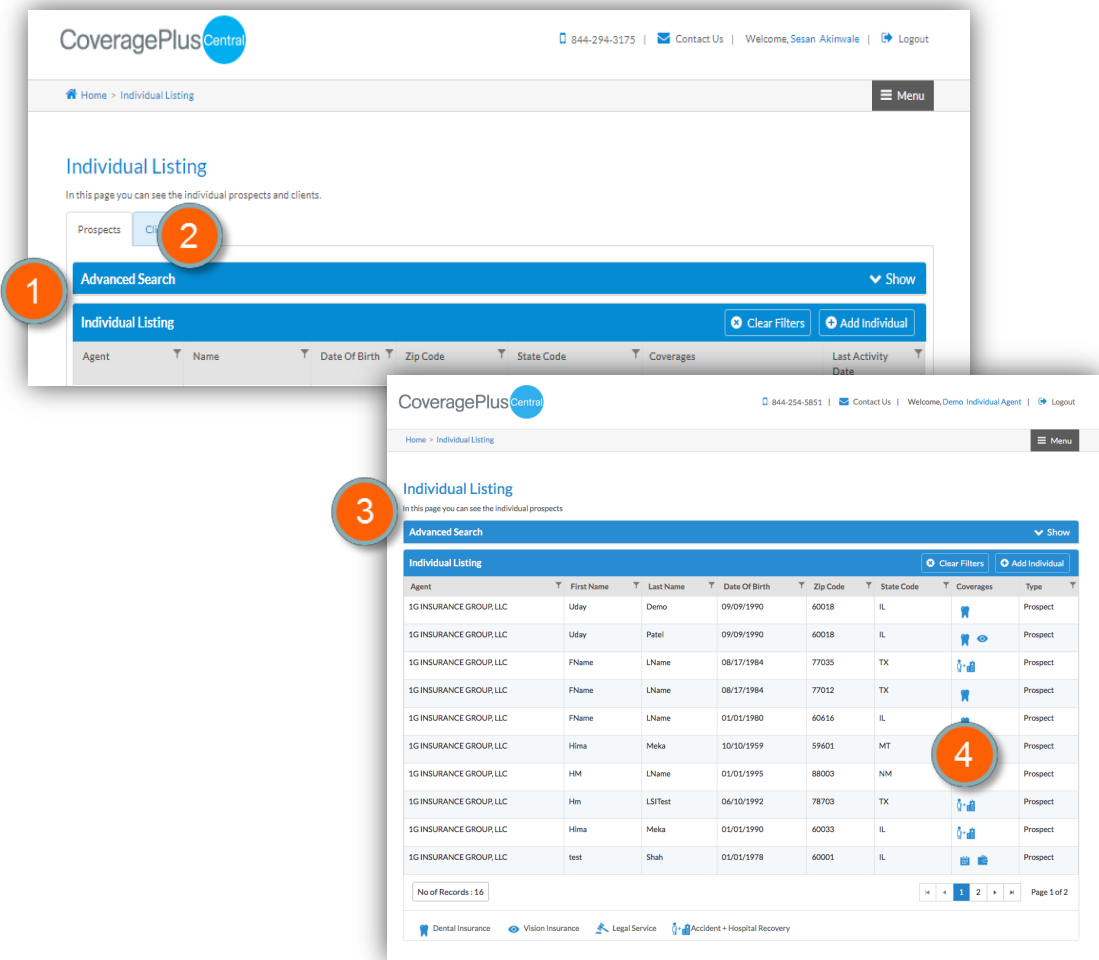 CoveragePlus Central
844-294-3175 | Contact Us | Welcome, Sesan Akinwale | Logout
Home > Individual Listing
Menu
Individual Listing
In this page you can see the individual prospects and clients.
Prospects
2
1
Advanced Search Show
Individual Listing Clear Filters Add Individual
Agent Name Date Of Birth Zip Code State Code Coverages Last Activity
Date
CoveragePlus Central
844-254-5851 | Contact Us | Welcome, Demo Individual Agent | Logout
Home > Individual Listing
Menu
Individual Listing
3
In this page you can see the individual prospects
Advanced Search Show
Individual Listing Clear Filters Add Individual
Agent First Name Last Name Date Of Birth Zip Code State Code Coverages Type
1G INSURANCE GROUP, LLC Uday Demo 09/09/1990 60018 IL Prospect
1G INSURANCE GROUP, LLC Uday Patel 09/09/1990 60018 IL Prospect
1G INSURANCE GROUP, LLC FName LName 08/17/1984 77035 TX Prospect
1G INSURANCE GROUP, LLC FName LName 08/17/1984 77012 TX Prospect
1G INSURANCE GROUP, LLC FName LName 01/01/1980 60616 IL Prospect
1G INSURANCE GROUP, LLC Hima Meka 10/10/1959 59601 MT Prospect
4
1G INSURANCE GROUP, LLC HM LName 01/01/1995 88003 NM Prospect
1G INSURANCE GROUP, LLC Hm LSITest 06/10/1992 78703 TX Prospect
1G INSURANCE GROUP, LLC Hima Meka 01/01/1990 60033 IL Prospect
1G INSURANCE GROUP, LLC test Shah 01/01/1978 60001 IL Prospect
No of Records : 16 1 2 Page 1 of 2
Dental Insurance Vision Insurance Legal Service Accident + Hospital Recovery